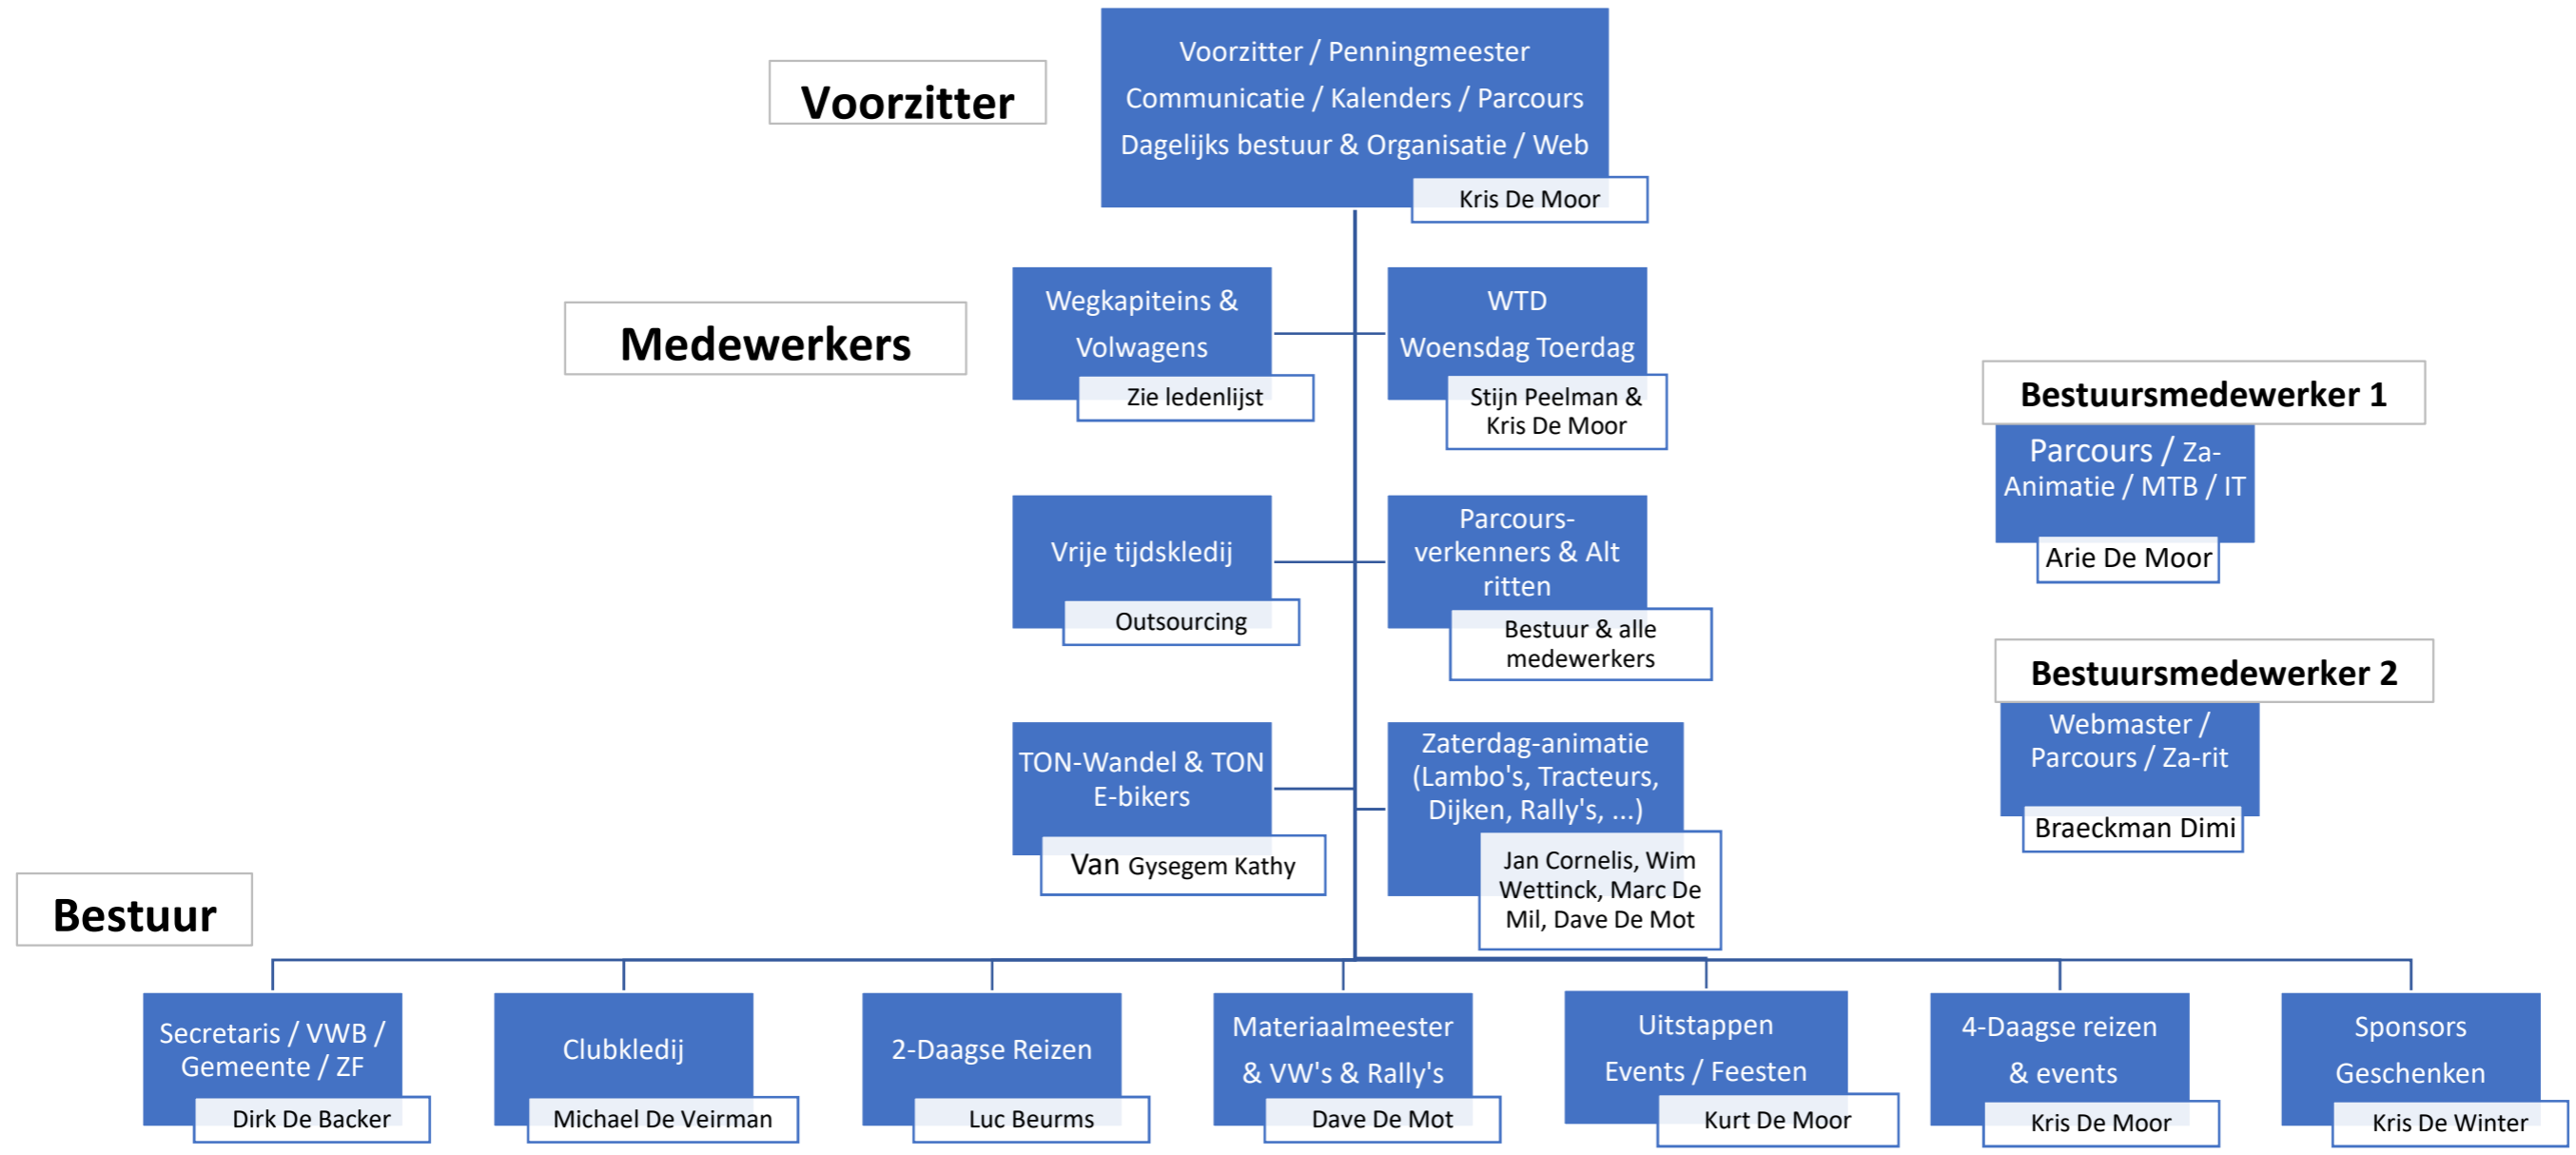 Voorzitter
Voorzitter / Penningmeester
Communicatie / Kalenders / Parcours
Dagelijks bestuur & Organisatie / Web
Kris De Moor
Medewerkers
Wegkapiteins &
Volwagens
Zie ledenlijst
WTD
Woensdag Toerdag
Stijn Peelman &
Kris De Moor
Bestuursmedewerker 1
Parcours / Za-
Animatie / MTB / IT
Arie De Moor
Vrije tijdskledij
Outsourcing
Parcours-
verkenners & Alt
ritten
Bestuur & alle
medewerkers
Bestuursmedewerker 2
Webmaster /
Parcours / Za-rit
Braeckman Dimi
TON-Wandel & TON
E-bikers
Van Gysegem Kathy
Zaterdag-animatie
(Lambo's, Tracteurs,
Dijken, Rally's, ...)
Jan Cornelis, Wim
Wettinck, Marc De
Mil, Dave De Mot
Bestuur
Secretaris / VWB /
Gemeente / ZF
Dirk De Backer
Clubkledij
Michael De Veirman
2-Daagse Reizen
Luc Beurms
Materiaalmeester
& VW's & Rally's
Dave De Mot
Uitstappen
Events / Feesten
Kurt De Moor
4-Daagse reizen
& events
Kris De Moor
Sponsors
Geschenken
Kris De Winter